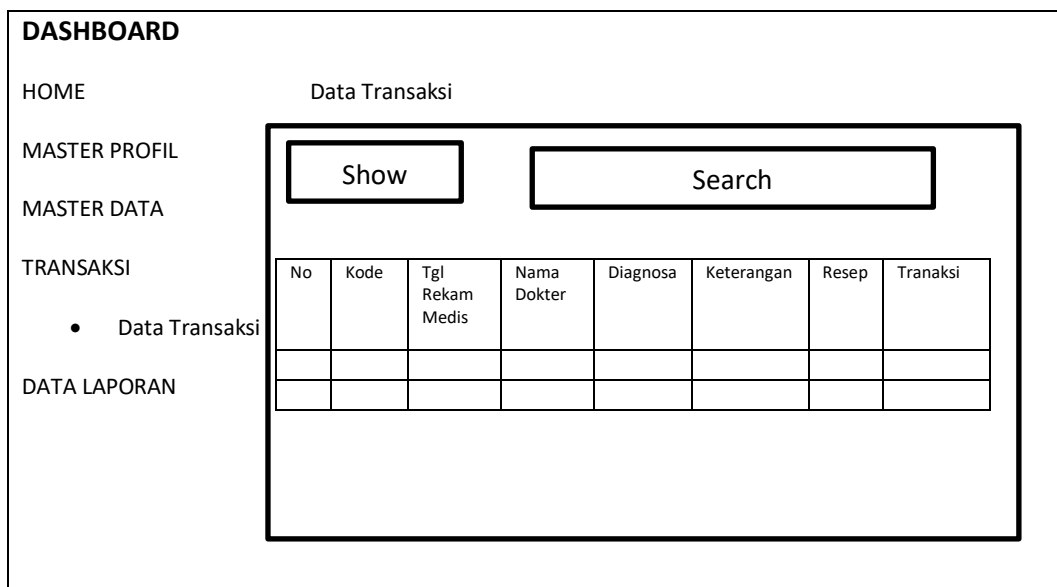 DASHBOARD
HOME
Data Transaksi
MASTER PROFIL
MASTER DATA
TRANSAKSI
• Data Transaksi
DATA LAPORAN
Show
Search
No Kode Tgl Nama Diagnosa Keterangan Resep Tranaksi
Rekam Dokter
Medis